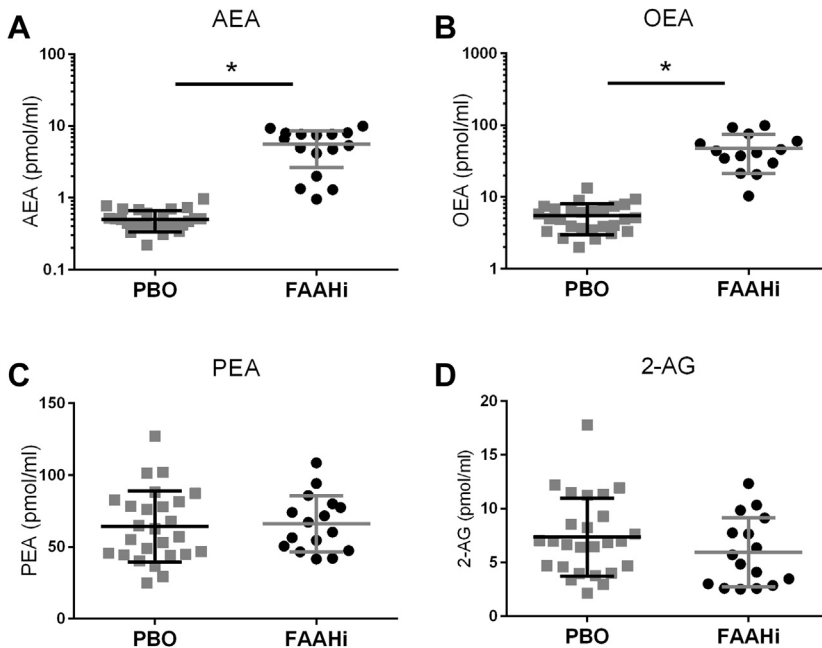 A
AEA
AEA (pmol/ml)
100
10
1
0.1
*
PBO
FAAHi
B
OEA
OEA (pmol/ml)
1000
100
10
1
*
PBO
FAAHi
C
PEA
PEA (pmol/ml)
150
100
50
0
PBO
FAAHi
D
2-AG
2-AG (pmol/ml)
20
15
10
5
0
PBO
FAAHi